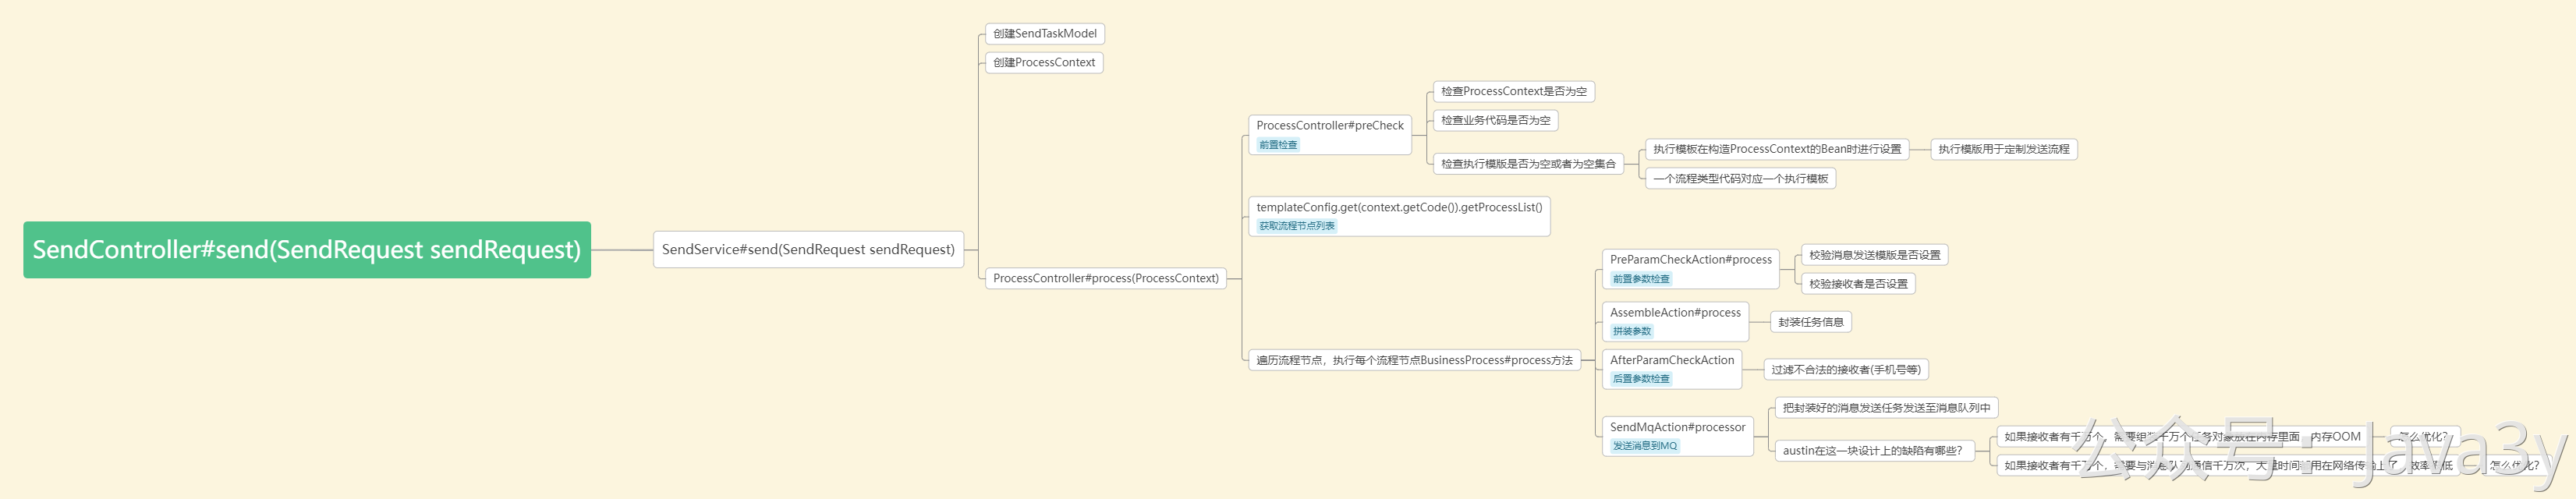 SendController#send(SendRequest sendRequest)
SendService#send(SendRequest sendRequest)
创建SendTaskModel
创建ProcessContext
ProcessController#process(ProcessContext)
ProcessController#preCheck
前置检查
检查ProcessContext是否为空
检查业务代码是否为空
检查执行模版是否为空或者为空集合
执行模板在构造ProcessContext的Bean时进行设置
执行模版用于定制发送流程
一个流程类型代码对应一个执行模板
templateConfig.get(context.getCode()).getProcessList()
获取流程节点列表
遍历流程节点，执行每个流程节点BusinessProcess#process方法
PreParamCheckAction#process
前置参数检查
校验消息发送模版是否设置
校验接收者是否设置
AssembleAction#process
拼装参数
封装任务信息
AfterParamCheckAction
后置参数检查
过滤不合法的接收者(手机号等)
SendMqAction#processor
发送消息到MQ
把封装好的消息发送任务发送至消息队列中
austin在这一块设计上的缺陷有哪些？
如果接收者有千万个，需要组装千万个任务对象放在内存里面，内存OOM
怎么优化？
如果接收者有千万个，需要与消息队列通信千万次，大量时间 用在网络传输上 效率 低
怎么优化？
公众号：Java3y